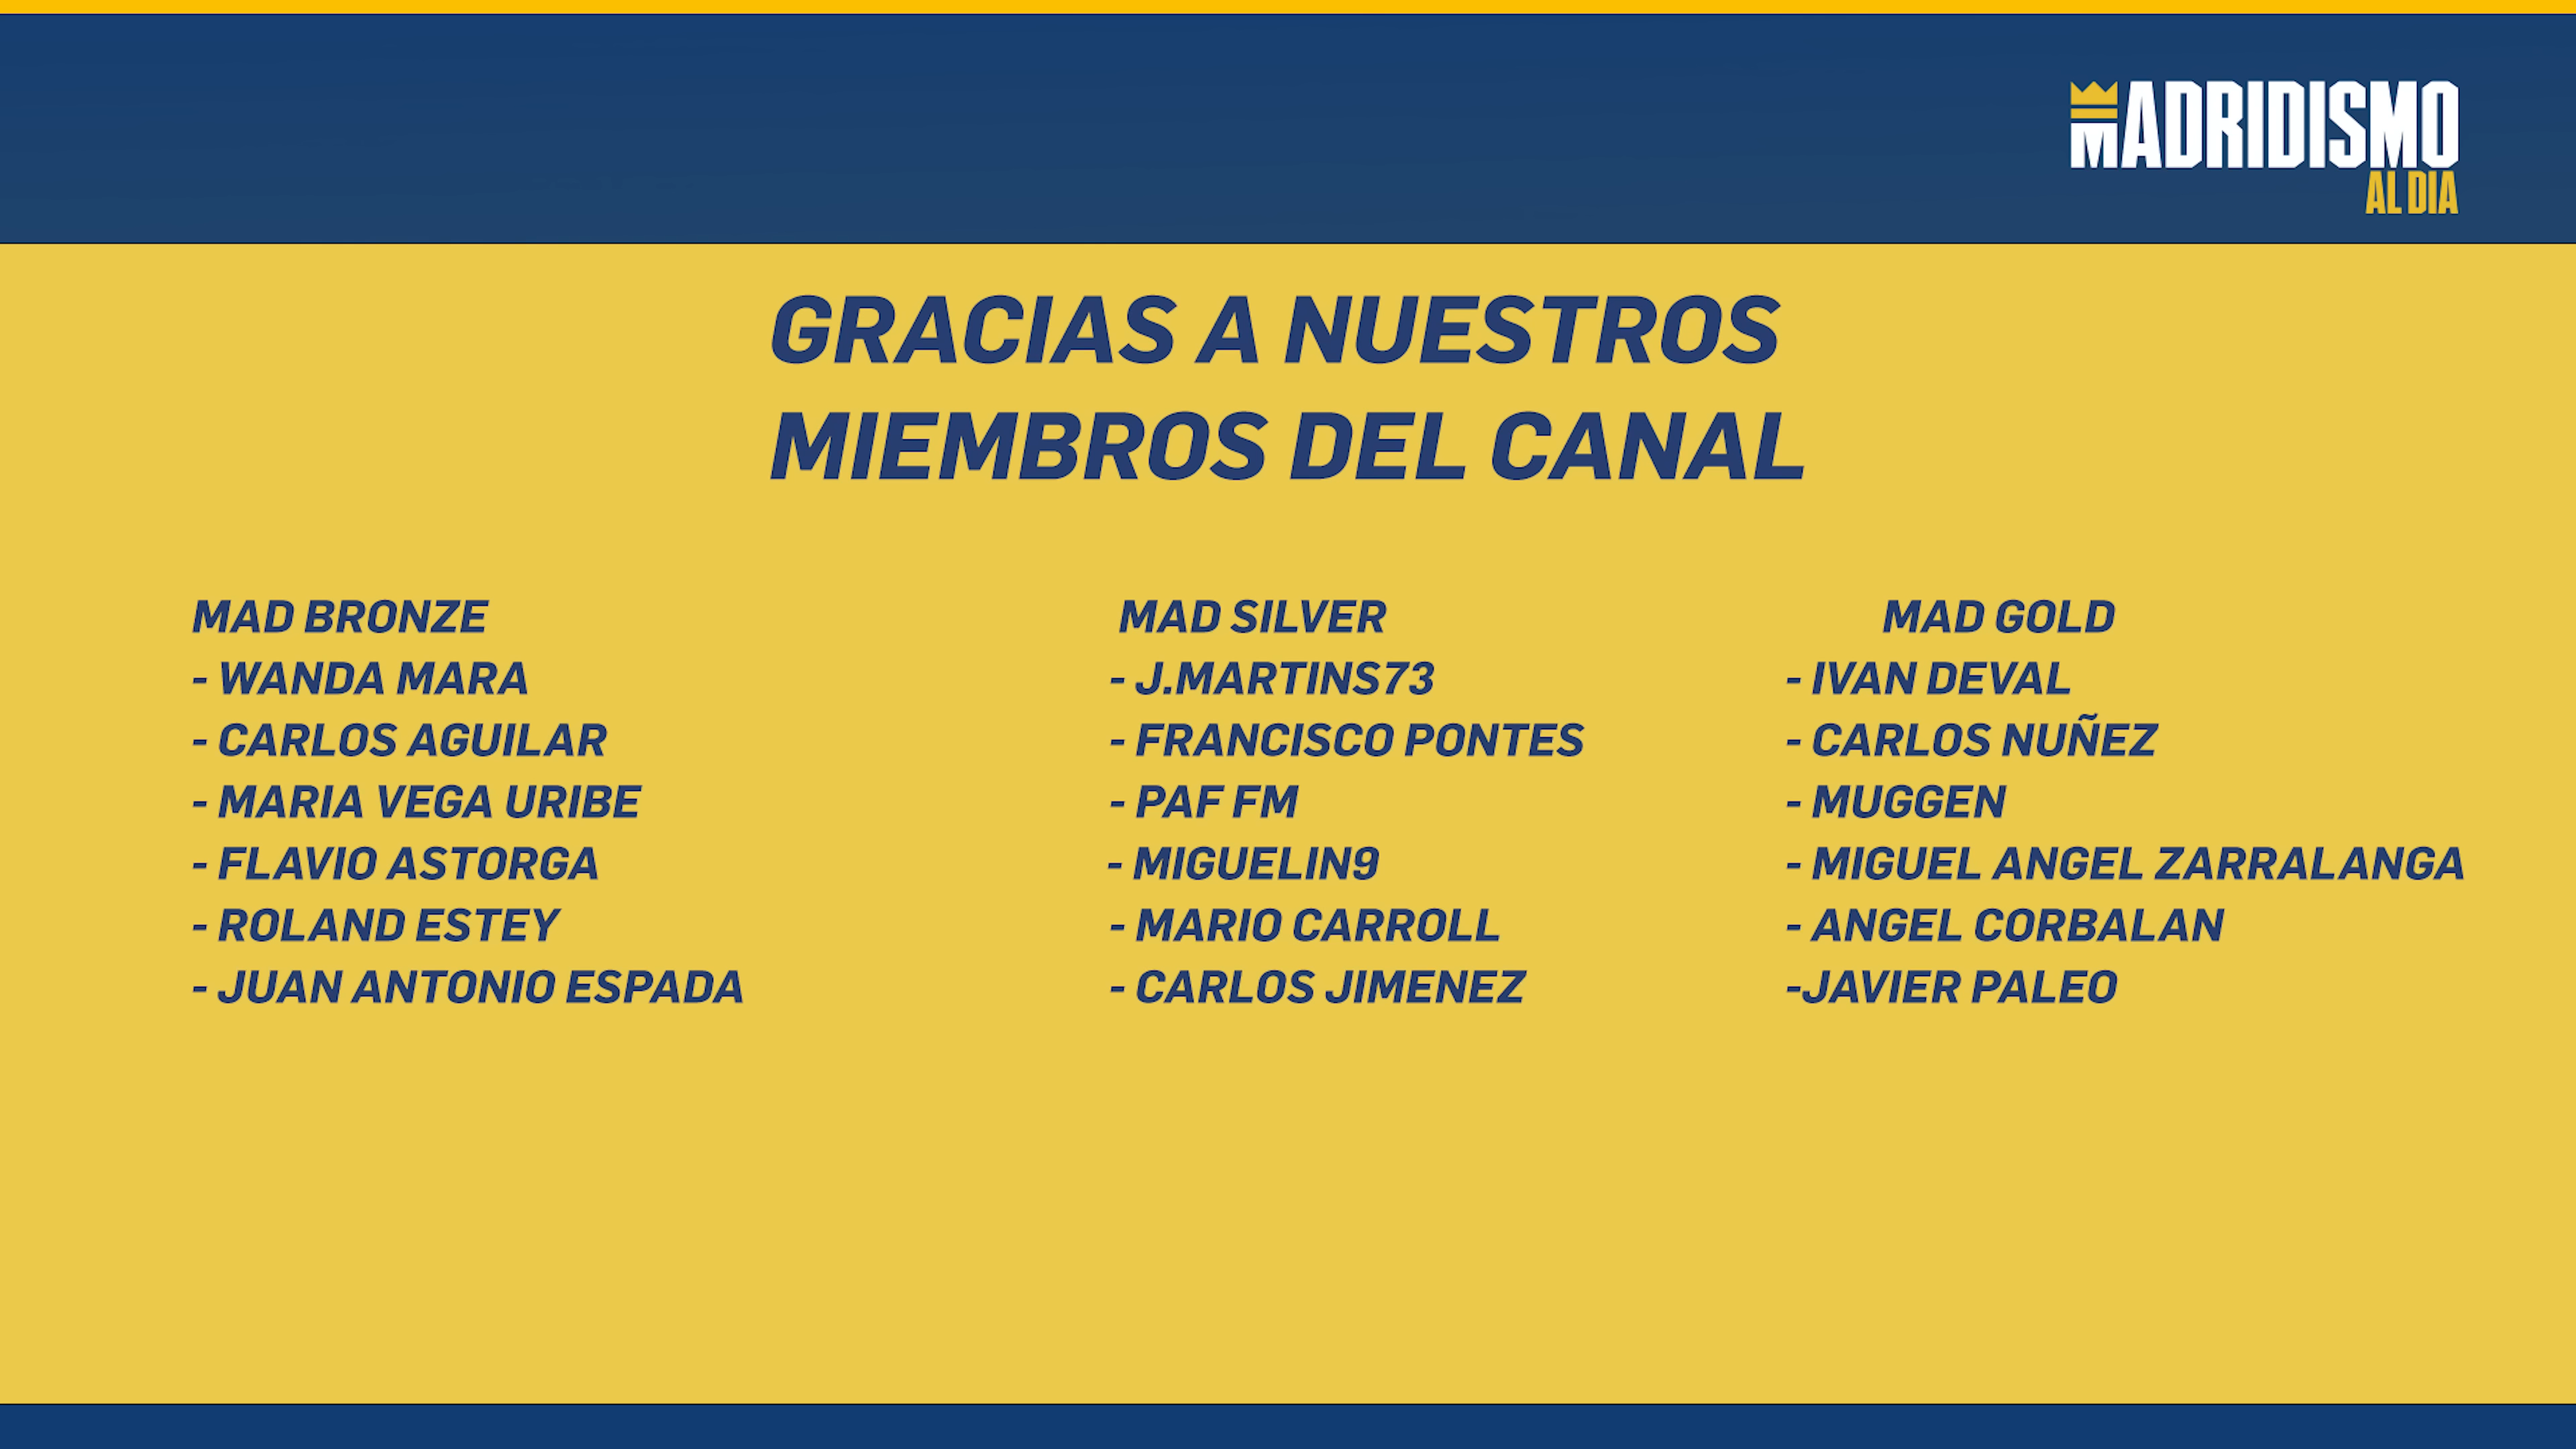 MADRIDISMO
AL DIA
GRACIAS A NUESTROS
MIEMBROS DEL CANAL
MAD BRONZE
- WANDA MARA
- CARLOS AGUILAR
- MARIA VEGA URIBE
- FLAVIO ASTORGA
- ROLAND ESTEY
- JUAN ANTONIO ESPADA
MAD SILVER
- J.MARTINS73
- FRANCISCO PONTES
- PAF FM
- MIGUELIN9
- MARIO CARROLL
- CARLOS JIMENEZ
MAD GOLD
- IVAN DEVAL
- CARLOS NUÑEZ
- MUGGEN
- MIGUEL ANGEL ZARRALANGA
- ANGEL CORBALAN
-JAVIER PALEO